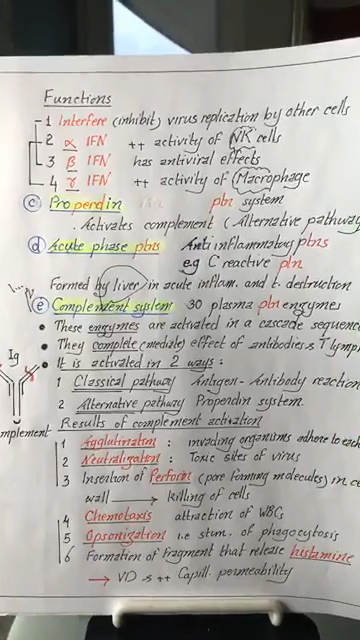 Functions
1 Interfere (inhibit) virus replication by other cells
2 α IFN ++ activity of NK cells
3 β IFN has antiviral effects
4 γ IFN ++ activity of Macrophage
c Properdin ptn system
. Activates complement (Alternative pathway
d Acute phase ptns Anti inflammatory ptns
e.g C reactive ptn
Formed by liver in acute inflam. and t. destruction
e Complement system 30 plasma ptn enzymes
• These enzymes are activated in a cascade sequence
• They complete (mediate) effect of antibodies & T lymph
Ig
• It is activated in 2 ways:
1 Classical pathway Antigen-Antibody reaction
2 Alternative pathway Properdin system.
mplement
Results of complement activation
1 Agglutination: invading organisms adhere to each
2 Neutralization: Toxic sites of virus
3 Insertion of Perforin (pore forming molecules) in ce
wall → killing of cells
4 Chemotaxis attraction of WBCs
5 Opsonization i.e stim. of phagocytosis
6 Formation of fragment that release histamine
→ VD & ++ Capill. permeability